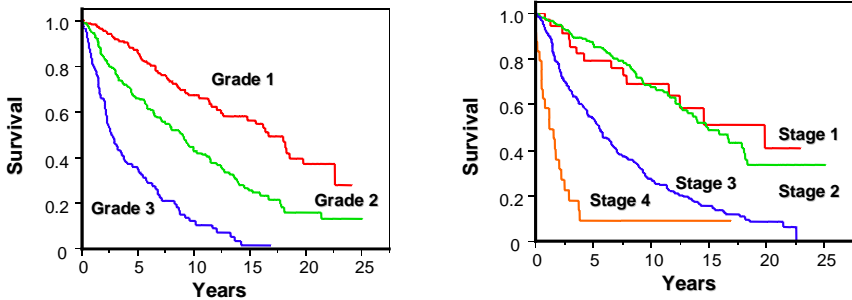 1.0
0.8
0.6
0.4
0.2
0
Survival
Grade 1
Grade 2
Grade 3
0 5 10 15 20 25
Years
1.0
0.8
0.6
0.4
0.2
0
Survival
Stage 1
Stage 3
Stage 2
Stage 4
0 5 10 15 20 25
Years